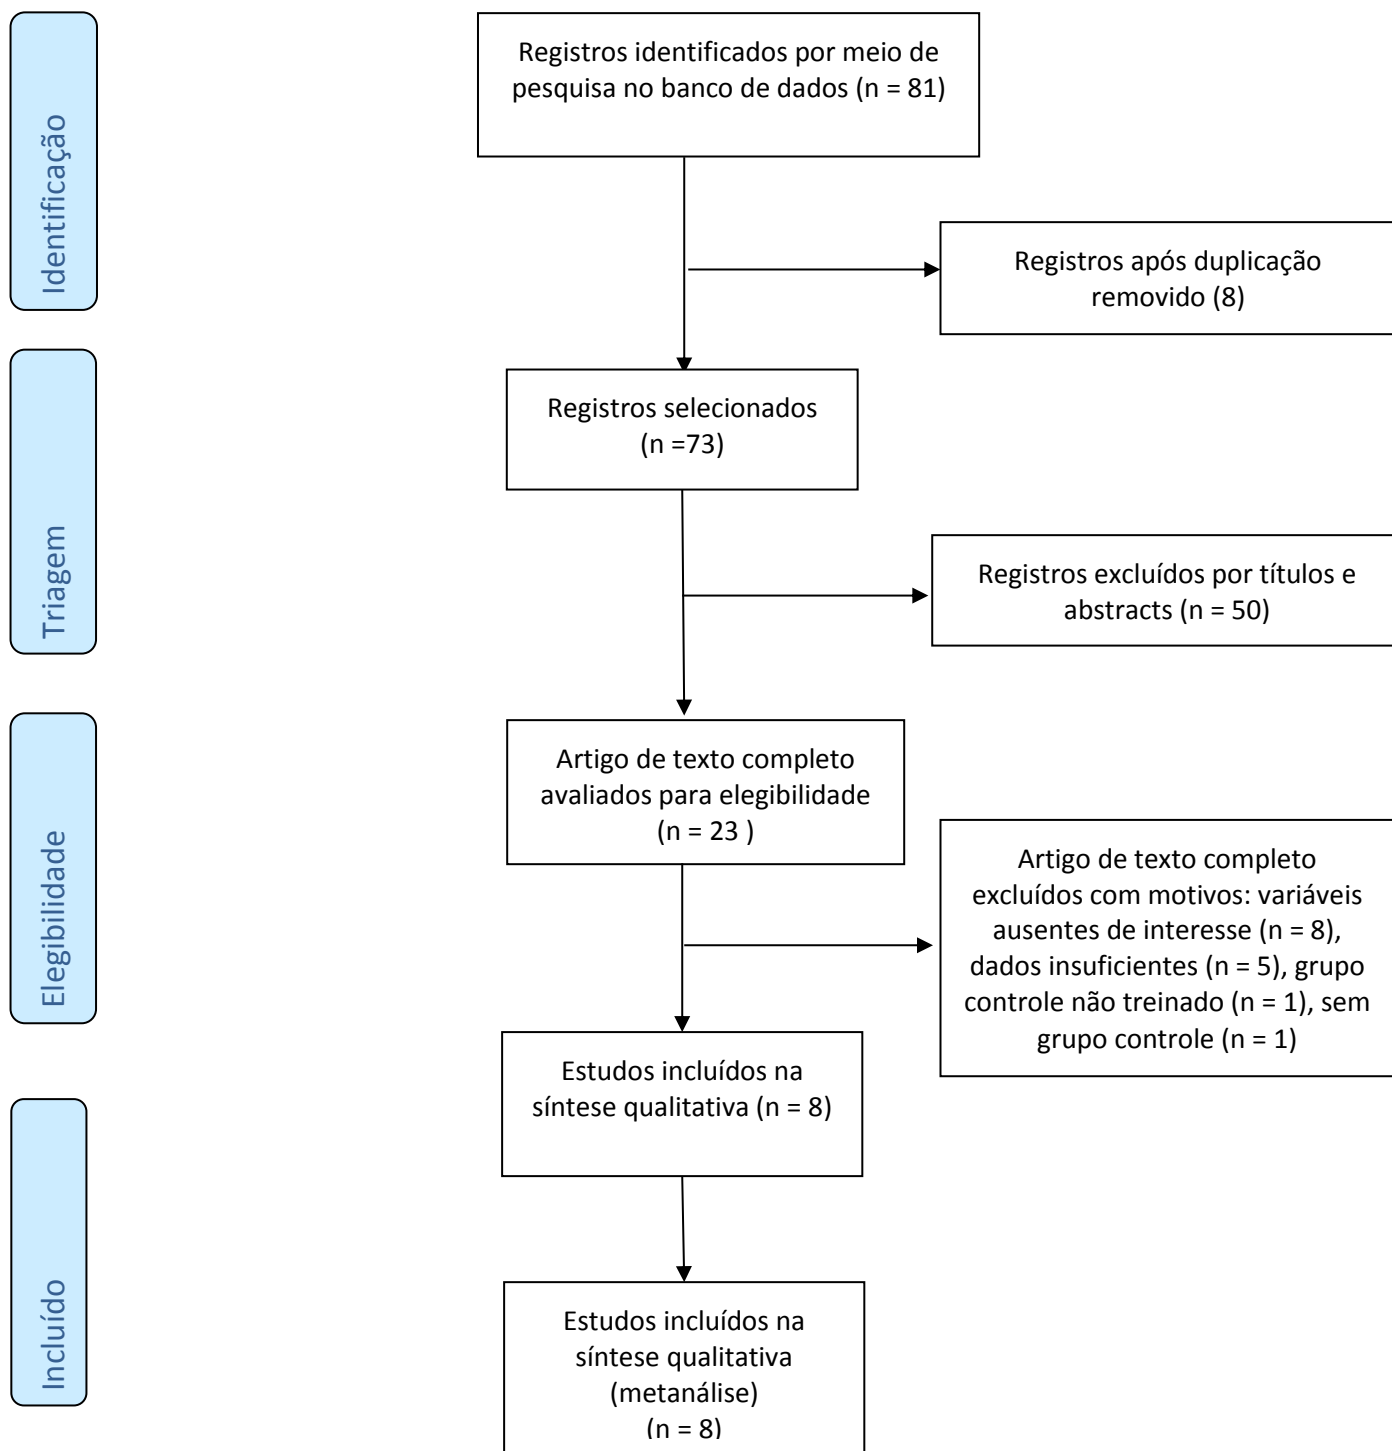 Identificação
Registros identificados por meio de
pesquisa no banco de dados (n = 81)
Registros após duplicação
removido (8)
Triagem
Registros selecionados
(n =73)
Registros excluídos por títulos e
abstracts (n = 50)
Elegibilidade
Artigo de texto completo
avaliados para elegibilidade
(n = 23 )
Artigo de texto completo
excluídos com motivos: variáveis
ausentes de interesse (n = 8),
dados insuficientes (n = 5), grupo
controle não treinado (n = 1), sem
grupo controle (n = 1)
Estudos incluídos na
síntese qualitativa (n = 8)
Incluído
Estudos incluídos na
síntese qualitativa
(metanálise)
(n = 8)